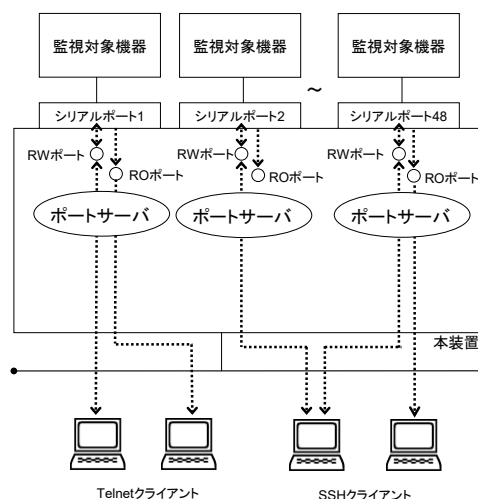 監視対象機器
監視対象機器
監視対象機器
～
シリアルポート1
シリアルポート2
シリアルポート48
RWポート
RWポート
RWポート
ROポート
ROポート
ROポート
ポートサーバ
ポートサーバ
ポートサーバ
本装置
Telnetクライアント
SSHクライアント